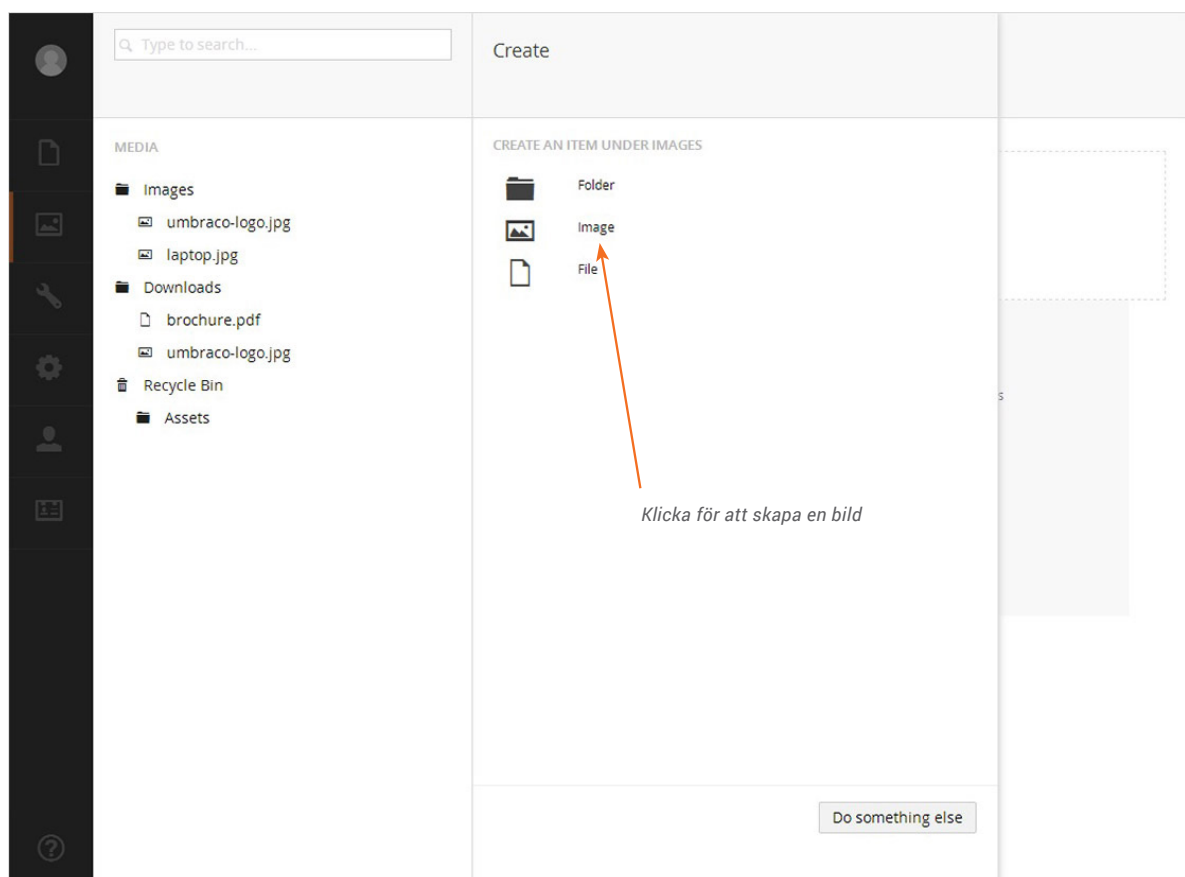 Type to search...
Create
MEDIA
Images
umbraco-logo.jpg
laptop.jpg
Downloads
brochure.pdf
umbraco-logo.jpg
Recycle Bin
Assets
CREATE AN ITEM UNDER IMAGES
Folder
Image
File
Klicka för att skapa en bild
s
Do something else